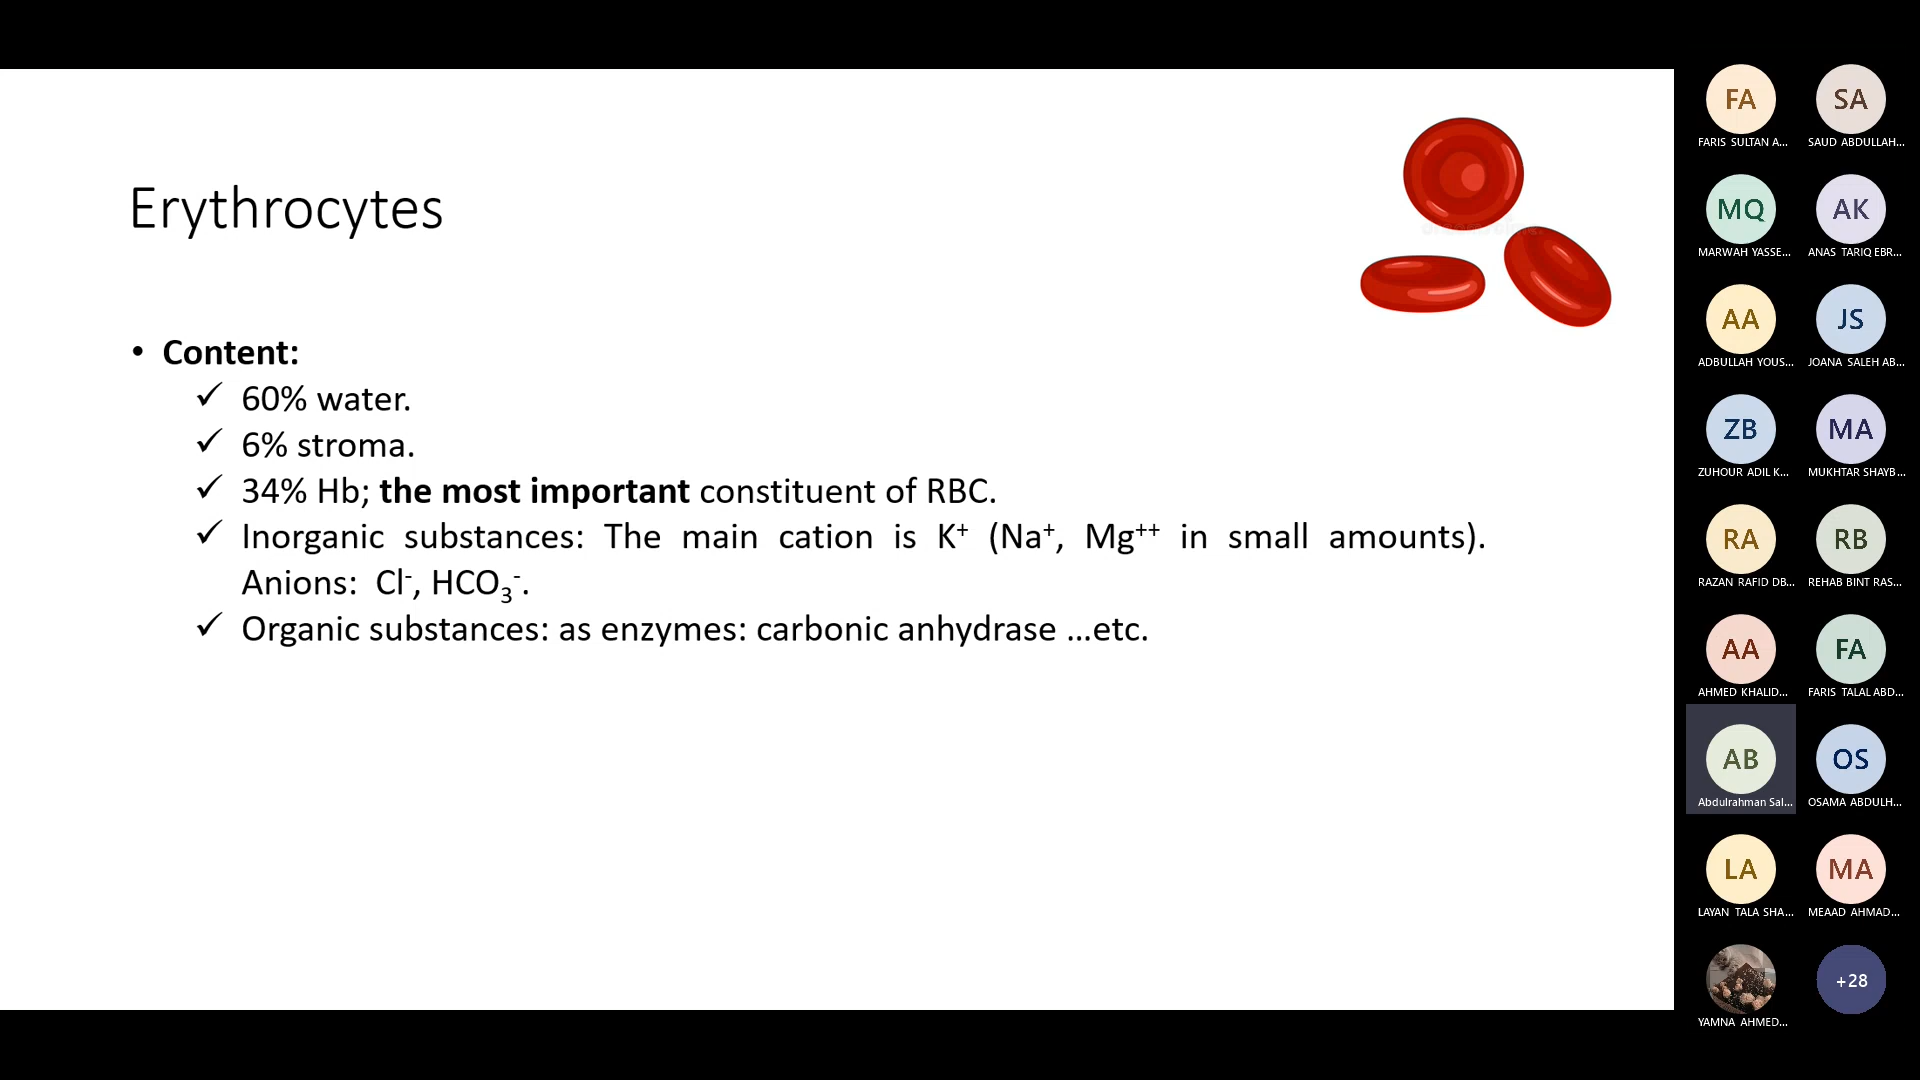 Erythrocytes
• Content:
✓ 60% water.
✓ 6% stroma.
✓ 34% Hb; the most important constituent of RBC.
✓ Inorganic substances: The main cation is K⁺ (Na⁺, Mg⁺⁺ in small amounts).
Anions: Cl⁻, HCO₃⁻.
✓ Organic substances: as enzymes: carbonic anhydrase ...etc.
FA SA
FARIS SULTAN A... SAUD ABDULLAH...
MQ AK
MARWAH YASSE... ANAS TARIQ EBR...
AA JS
ADBULLAH YOUS... JOANA SALEH AB...
ZB MA
ZUHOUR ADIL K... MUKHTAR SHAYB...
RA RB
RAZAN RAFID DB... REHAB BINT RAS...
AA FA
AHMED KHALID... FARIS TALAL ABD...
AB OS
Abdulrahman Sal... OSAMA ABDULH...
LA MA
LAYAN TALA SHA... MEAAD AHMAD...
+28
YAMNA AHMED...